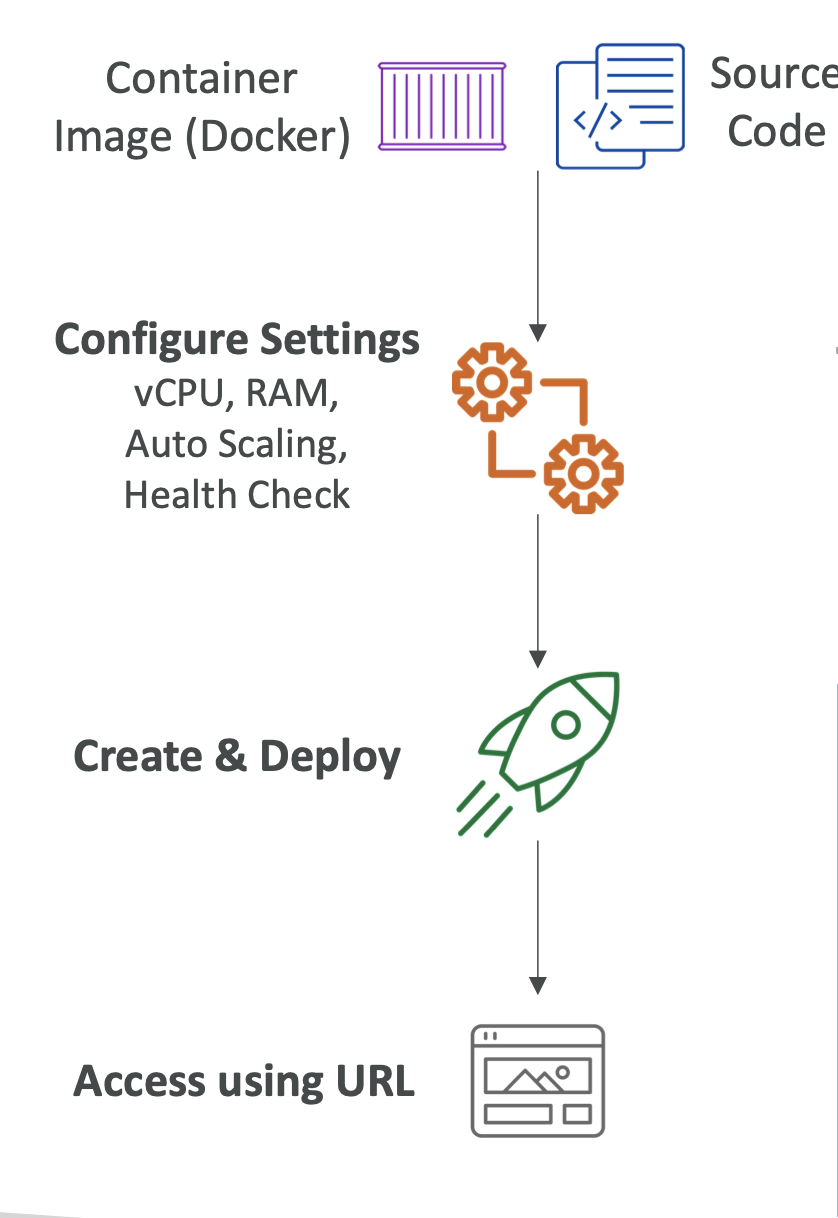 Container
Image (Docker)
Source
Code
</>
Configure Settings
vCPU, RAM,
Auto Scaling,
Health Check
Create & Deploy
Access using URL